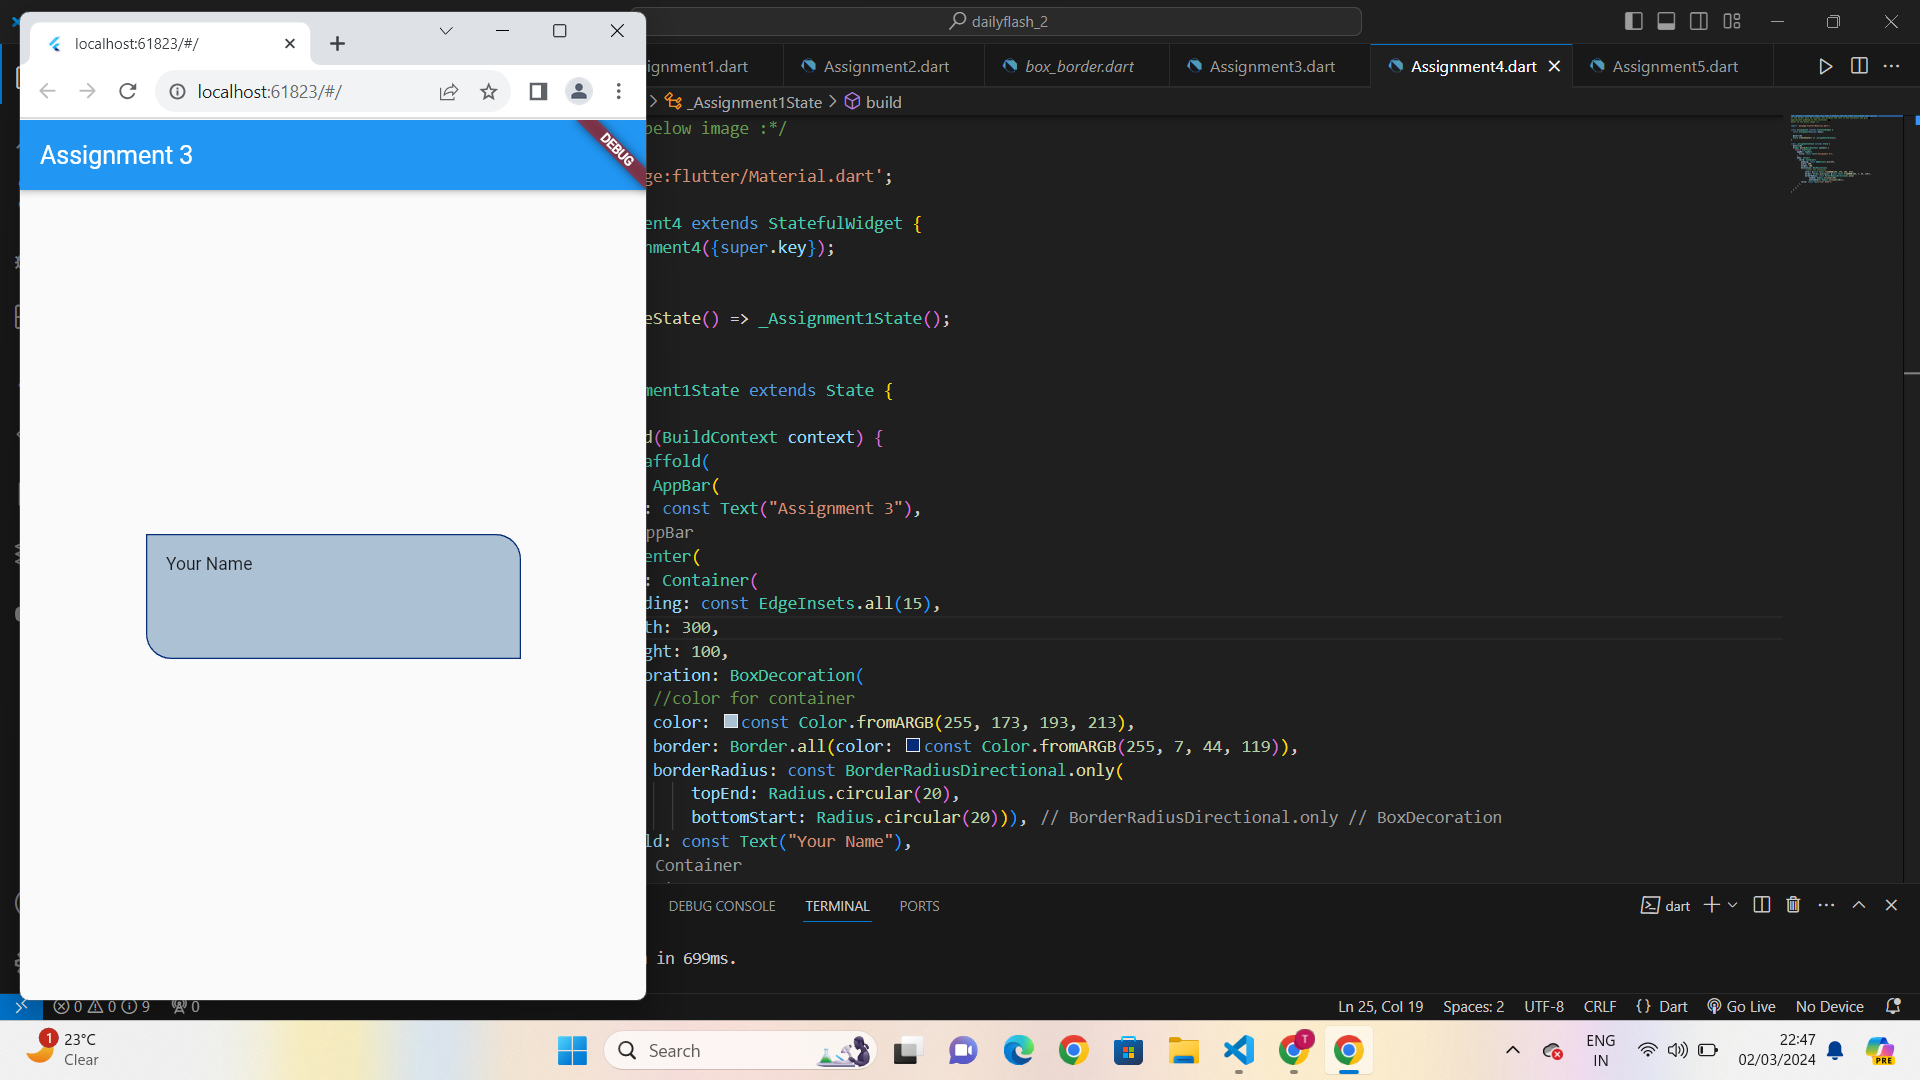 localhost:61823/#/
localhost:61823/#/
Assignment 3
DEBUG
Your Name
dailyflash_2
ignment1.dart
Assignment2.dart
box_border.dart
Assignment3.dart
Assignment4.dart
Assignment5.dart
_Assignment1State
build
below image :*/
ge:flutter/Material.dart';
ent4 extends StatefulWidget {
nment4({super.key});
eState() => _Assignment1State();
ment1State extends State {
d(BuildContext context) {
affold(
AppBar(
: const Text("Assignment 3"),
ppBar
enter(
: Container(
ding: const EdgeInsets.all(15),
th: 300,
ght: 100,
oration: BoxDecoration(
//color for container
color: const Color.fromARGB(255, 173, 193, 213),
border: Border.all(color: const Color.fromARGB(255, 7, 44, 119)),
borderRadius: const BorderRadiusDirectional.only(
topEnd: Radius.circular(20),
bottomStart: Radius.circular(20))), // BorderRadiusDirectional.only // BoxDecoration
ld: const Text("Your Name"),
Container
DEBUG CONSOLE
TERMINAL
PORTS
dart
in 699ms.
0 0 9 0
Ln 25, Col 19
Spaces: 2
UTF-8
CRLF
{} Dart
Go Live
No Device
1
23°C
Clear
Search
T
ENG
IN
22:47
02/03/2024
PRE